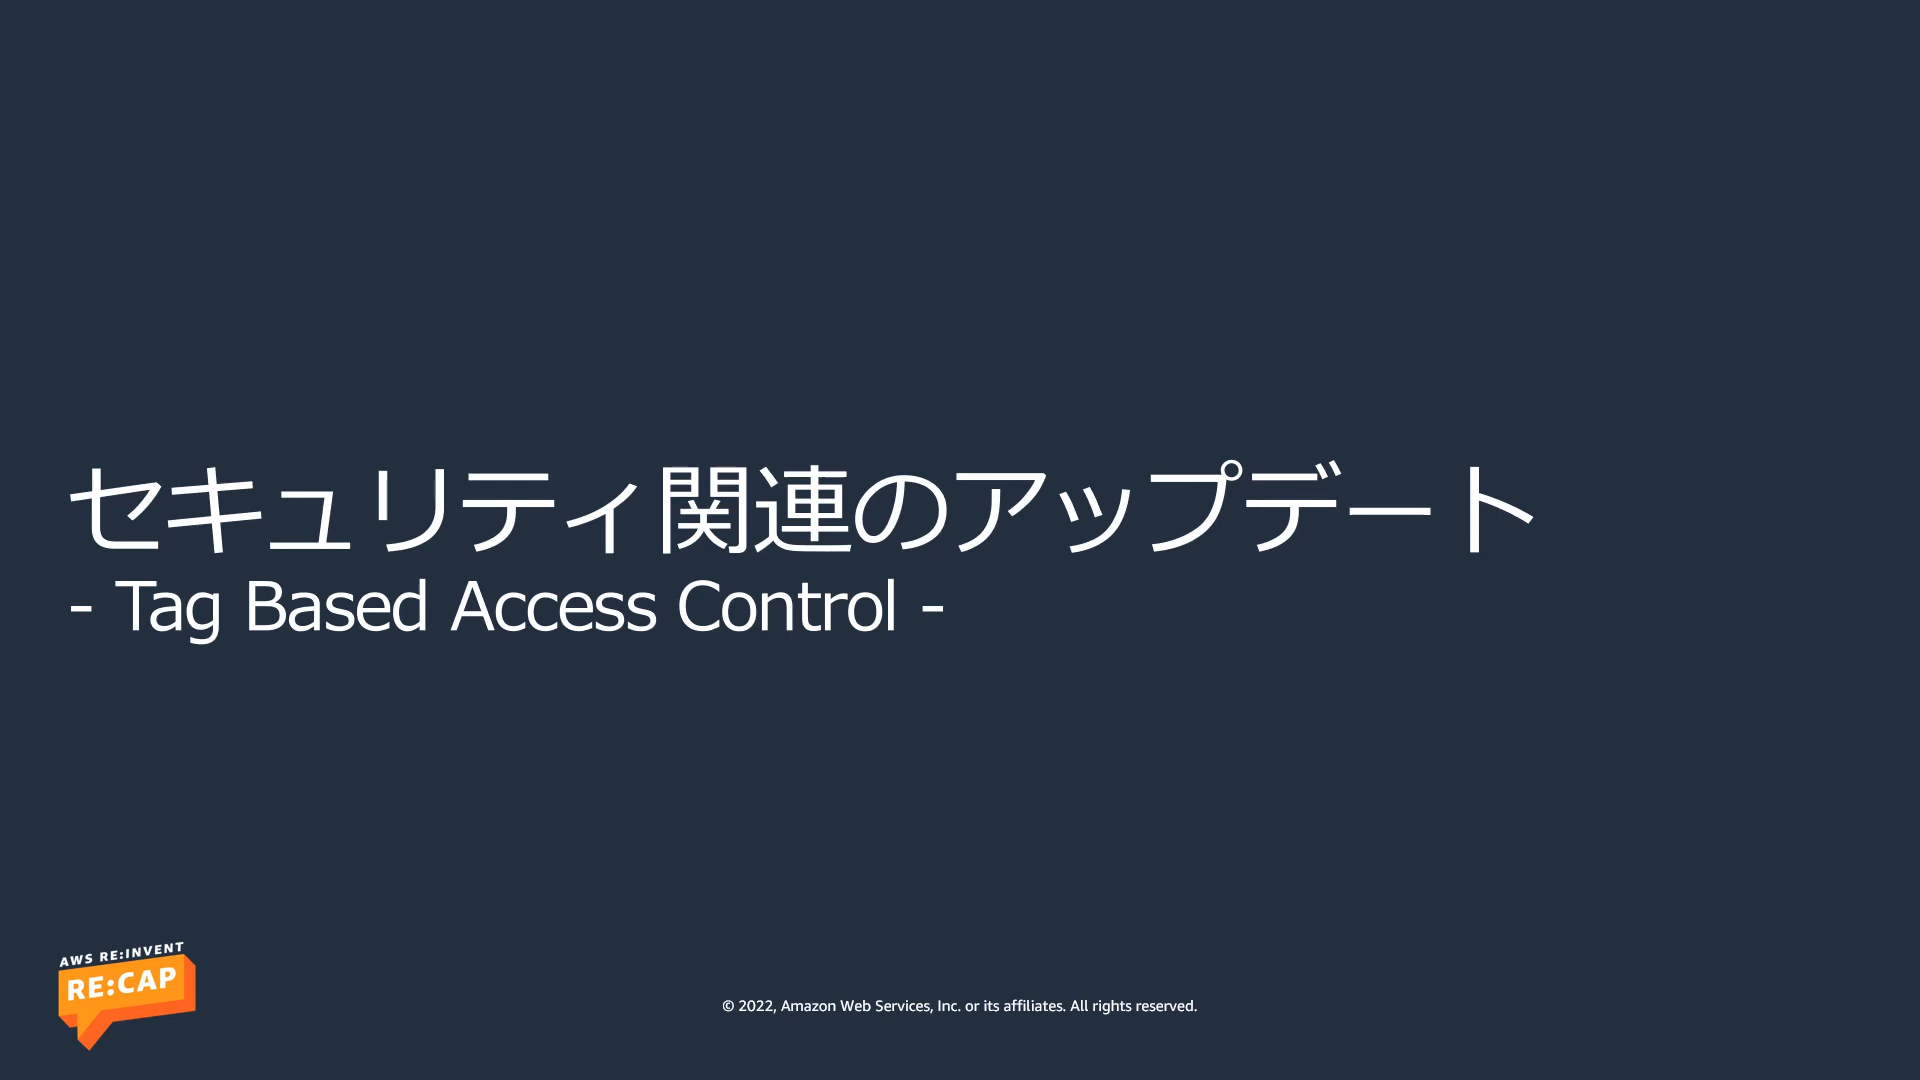 セキュリティ関連のアップデート
- Tag Based Access Control -
AWS RE:INVENT
RE:CAP
© 2022, Amazon Web Services, Inc. or its affiliates. All rights reserved.